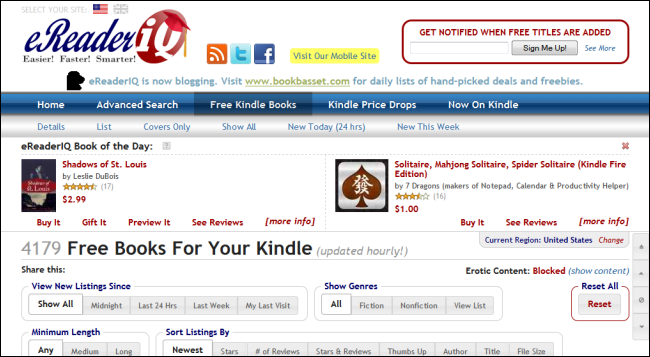 SELECT YOUR SITE:
eReaderIQ
Easier! Faster! Smarter!
GET NOTIFIED WHEN FREE TITLES ARE ADDED
Sign Me Up! See More
Visit Our Mobile Site
eReaderIQ is now blogging. Visit www.bookbasset.com for daily lists of hand-picked deals and freebies.
Home Advanced Search Free Kindle Books Kindle Price Drops Now On Kindle
Details List Covers Only Show All New Today (24 hrs) New This Week
eReaderIQ Book of the Day: ?
Shadows of St. Louis
by Leslie DuBois
(17)
$2.99
Buy It Gift It Preview It See Reviews [more info]
Solitaire, Mahjong Solitaire, Spider Solitaire (Kindle Fire
Edition)
by 7 Dragons (makers of Notepad, Calendar & Productivity Helper)
(16)
$1.00
Buy It See Reviews [more info]
4179 Free Books For Your Kindle (updated hourly!)
Current Region: United States Change
Share this:
Erotic Content: Blocked (show content)
View New Listings Since
Show All Midnight Last 24 Hrs Last Week My Last Visit
Show Genres
All Fiction Nonfiction View List
Reset All
Reset
Minimum Length
Any Medium Long
Sort Listings By
Newest Stars # of Reviews Stars & Reviews Thumbs Up Author Title File Size